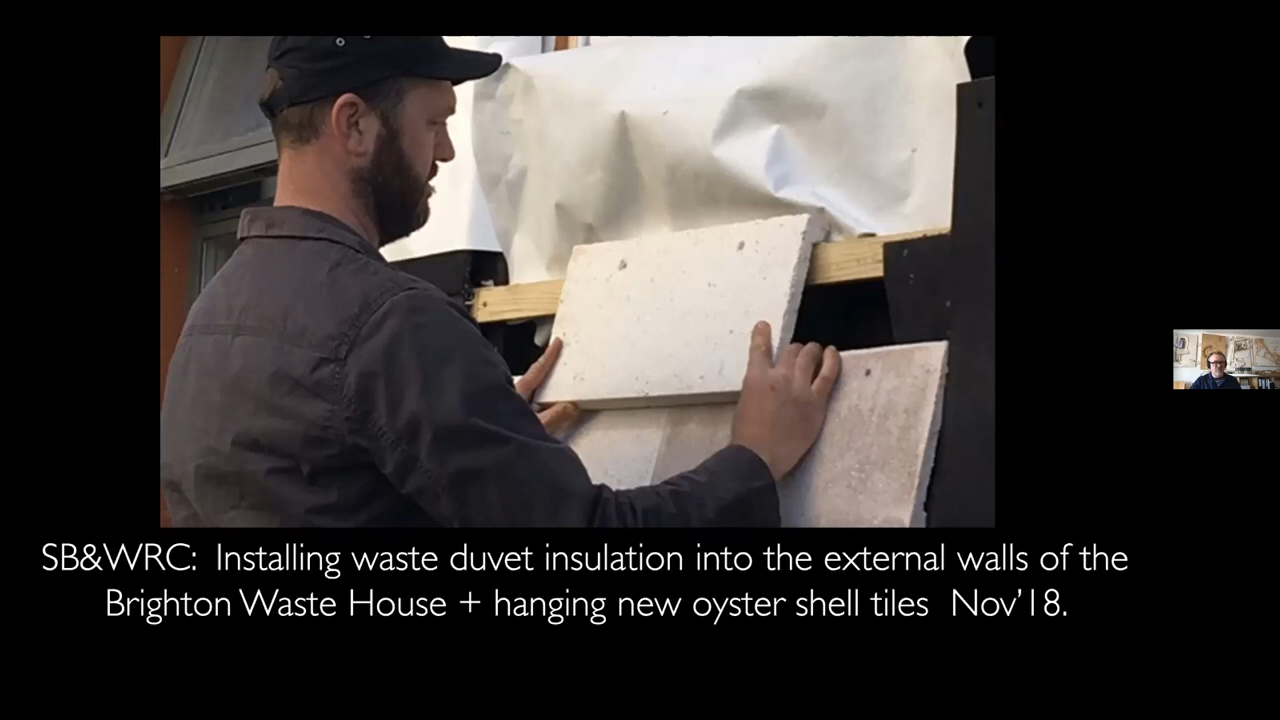 SB&WRC: Installing waste duvet insulation into the external walls of the
Brighton Waste House + hanging new oyster shell tiles Nov'18.